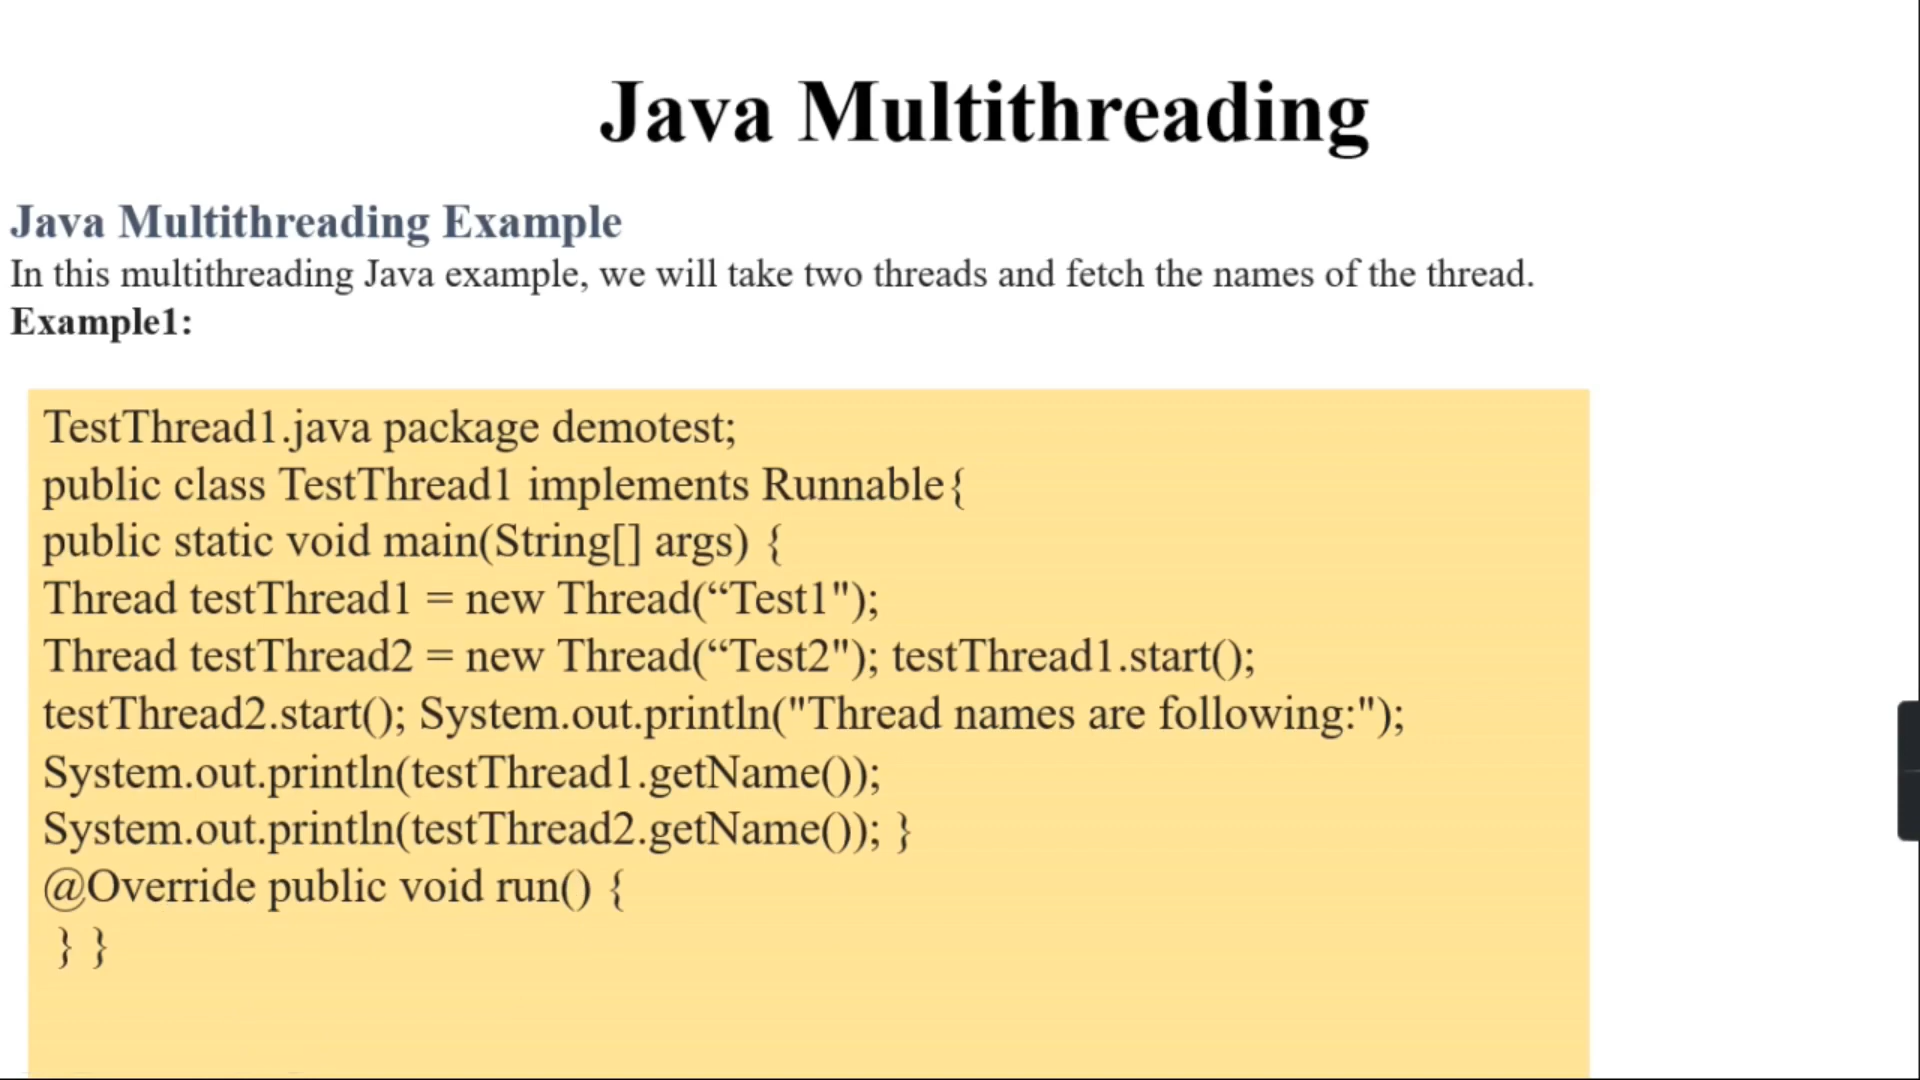 Java Multithreading
Java Multithreading Example
In this multithreading Java example, we will take two threads and fetch the names of the thread.
Example1:
TestThread1.java package demotest;
public class TestThread1 implements Runnable{
public static void main(String[] args) {
Thread testThread1 = new Thread(“Test1");
Thread testThread2 = new Thread(“Test2"); testThread1.start();
testThread2.start(); System.out.println("Thread names are following:");
System.out.println(testThread1.getName());
System.out.println(testThread2.getName()); }
@Override public void run() {
} }